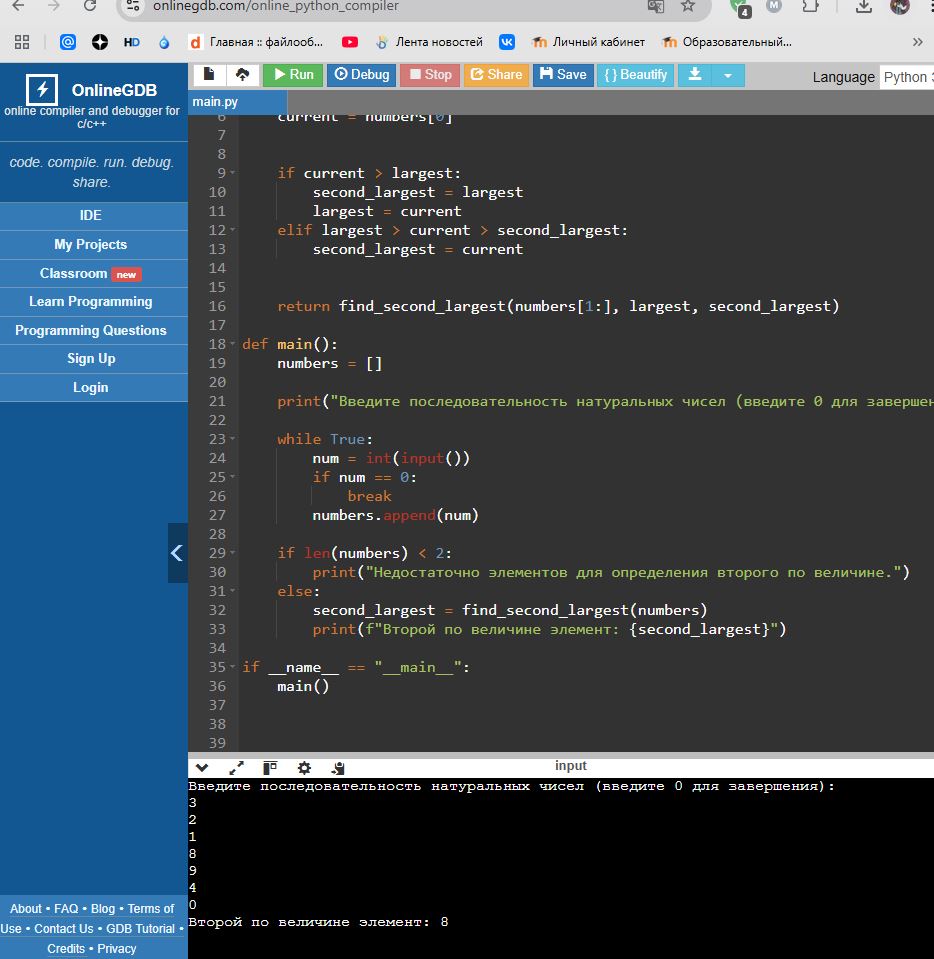 onlinegdb.com/online_python_compiler
4
M
HD
Главная :: файлооб...
Лента новостей
Личный кабинет
Образовательный...
»
OnlineGDB
online compiler and debugger for
c/c++
code. compile. run. debug.
share.
IDE
My Projects
Classroom new
Learn Programming
Programming Questions
Sign Up
Login
About • FAQ • Blog • Terms of
Use • Contact Us • GDB Tutorial •
Credits • Privacy
Run
Debug
Stop
Share
Save
{ } Beautify
Language Python 3
main.py
6 current = numbers[0]
7
8
9 if current > largest:
10 second_largest = largest
11 largest = current
12 elif largest > current > second_largest:
13 second_largest = current
14
15
16 return find_second_largest(numbers[1:], largest, second_largest)
17
18 def main():
19 numbers = []
20
21 print("Введите последовательность натуральных чисел (введите 0 для завершен
22
23 while True:
24 num = int(input())
25 if num == 0:
26 break
27 numbers.append(num)
28
29 if len(numbers) < 2:
30 print("Недостаточно элементов для определения второго по величине.")
31 else:
32 second_largest = find_second_largest(numbers)
33 print(f"Второй по величине элемент: {second_largest}")
34
35 if __name__ == "__main__":
36 main()
37
38
39
input
Введите последовательность натуральных чисел (введите 0 для завершения):
3
2
1
8
9
4
0
Второй по величине элемент: 8